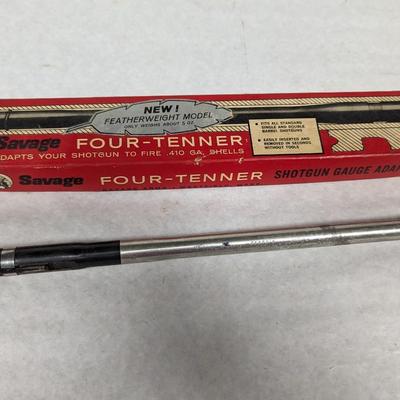 NEW!
FEATHERWEIGHT MODEL
ONLY WEIGHS ABOUT 5 OZ.
• FITS ALL STANDARD
SINGLE AND DOUBLE
BARREL SHOTGUNS
• EASILY INSERTED AND
REMOVED IN SECONDS
WITHOUT TOOLS
Savage FOUR-TENNER
ADAPTS YOUR SHOTGUN TO FIRE .410 GA. SHELLS
Savage FOUR-TENNER SHOTGUN GAUGE ADA